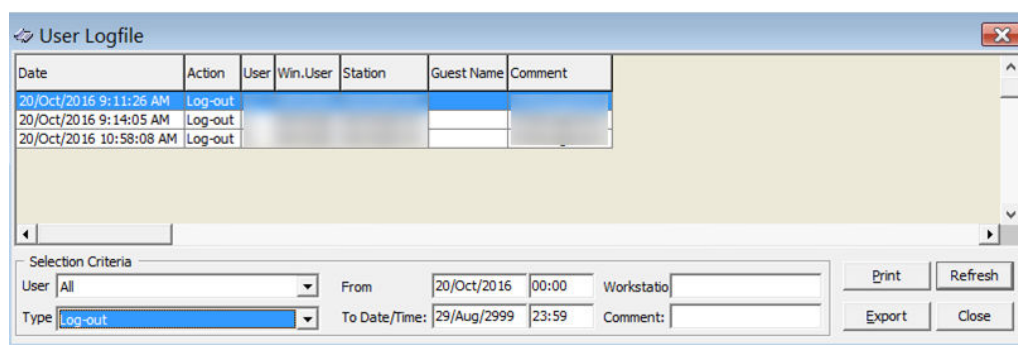 User Logfile
Date Action User Win.User Station Guest Name Comment
20/Oct/2016 9:11:26 AM Log-out
20/Oct/2016 9:14:05 AM Log-out
20/Oct/2016 10:58:08 AM Log-out
Selection Criteria
User All From 20/Oct/2016 00:00 Workstatio Print Refresh
Type Log-out To Date/Time: 29/Aug/2999 23:59 Comment: Export Close